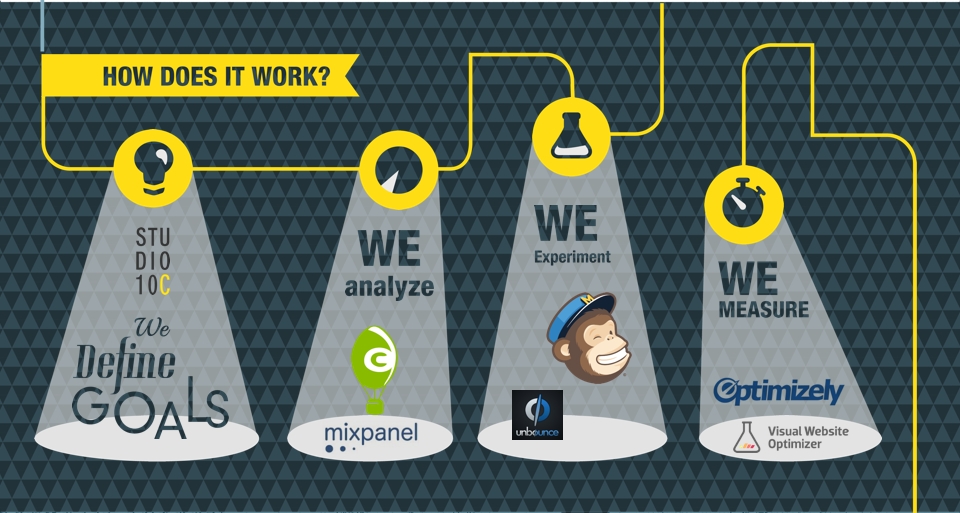 HOW DOES IT WORK?
STU
DIO
10C
We
Define
GOALS
WE
analyze
mixpanel
WE
Experiment
M
unbounce
WE
MEASURE
Optimizely
Visual Website
Optimizer